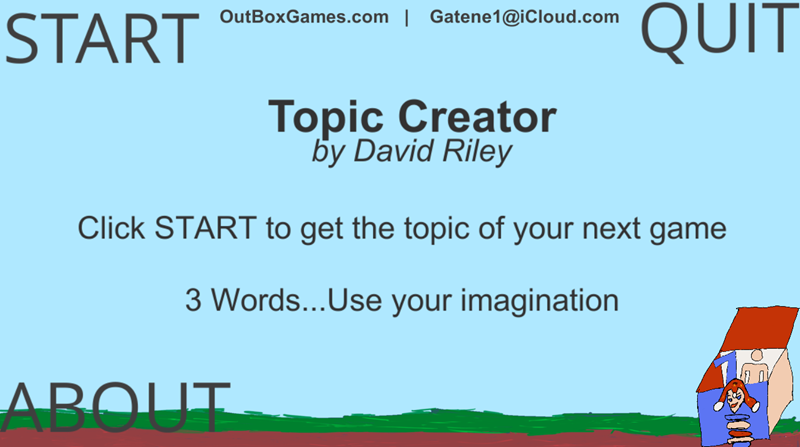 START
OutBoxGames.com | Gatene1@iCloud.com
QUIT
Topic Creator
by David Riley
Click START to get the topic of your next game
3 Words...Use your imagination
ABOUT
1